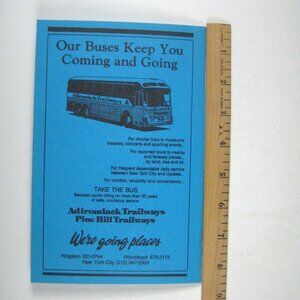 Our Buses Keep You
Coming and Going
Adirondack Trailways
For charter trips to museums,
theatres, concerts and sporting events...
For escorted tours to nearby
and faraway places...
by land, sea and air.
For frequent dependable daily service
between New York City and Upstate...
For comfort, reliability and convenience...
TAKE THE BUS
Because you're riding on more than 50 years
of safe, courteous service.
Adirondack Trailways
Pine Hill Trailways
We're going places
Kingston 331-0744 Woodstock 679-2115
New York City (212) 947-5300